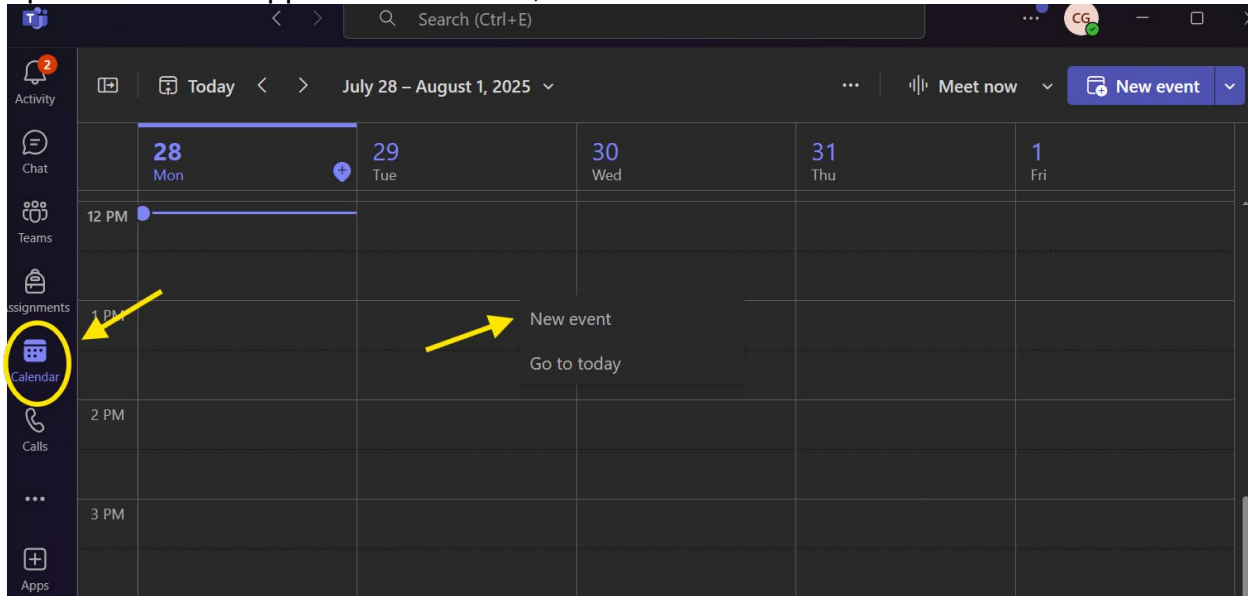 Search (Ctrl+E)
CG
2
Activity
Today
July 28 – August 1, 2025
Meet now
New event
Chat
28
Mon
29
Tue
30
Wed
31
Thu
1
Fri
Teams
12 PM
ssignments
1 PM
New event
Go to today
Calendar
2 PM
Calls
3 PM
Apps